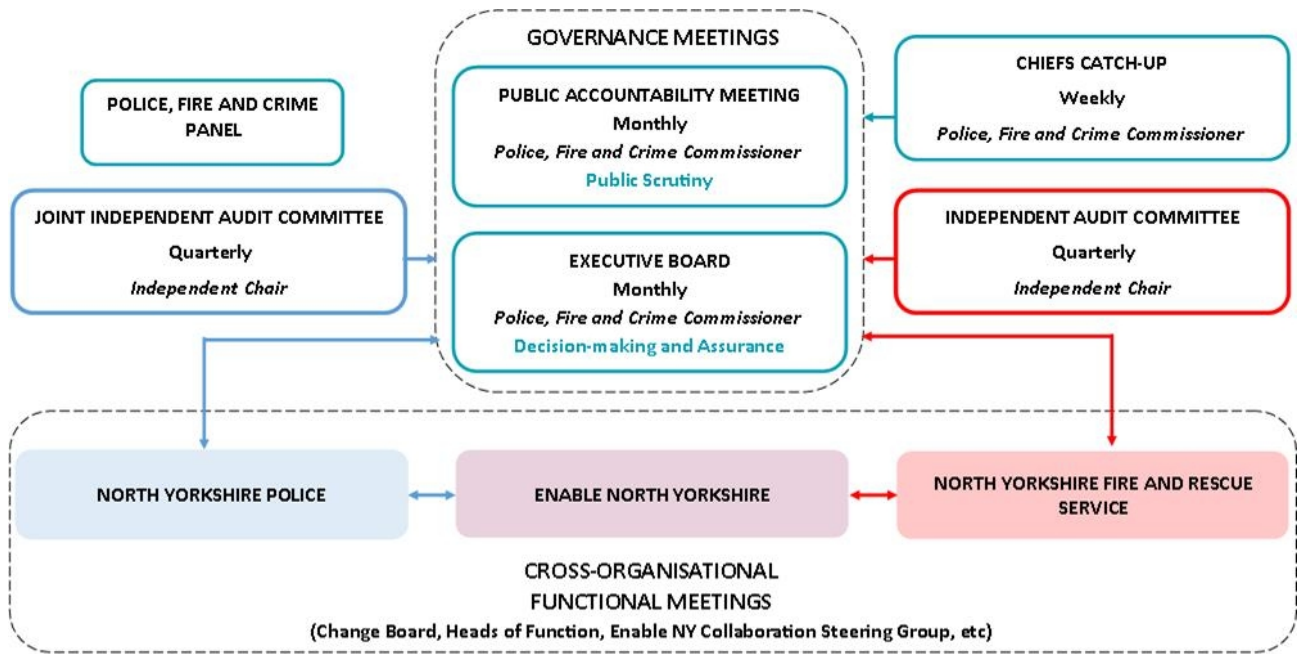 GOVERNANCE MEETINGS
POLICE, FIRE AND CRIME
PANEL
PUBLIC ACCOUNTABILITY MEETING
Monthly
Police, Fire and Crime Commissioner
Public Scrutiny
CHIEFS CATCH-UP
Weekly
Police, Fire and Crime Commissioner
JOINT INDEPENDENT AUDIT COMMITTEE
Quarterly
Independent Chair
EXECUTIVE BOARD
Monthly
Police, Fire and Crime Commissioner
Decision-making and Assurance
INDEPENDENT AUDIT COMMITTEE
Quarterly
Independent Chair
NORTH YORKSHIRE POLICE
ENABLE NORTH YORKSHIRE
NORTH YORKSHIRE FIRE AND RESCUE
SERVICE
CROSS-ORGANISATIONAL
FUNCTIONAL MEETINGS
(Change Board, Heads of Function, Enable NY Collaboration Steering Group, etc)